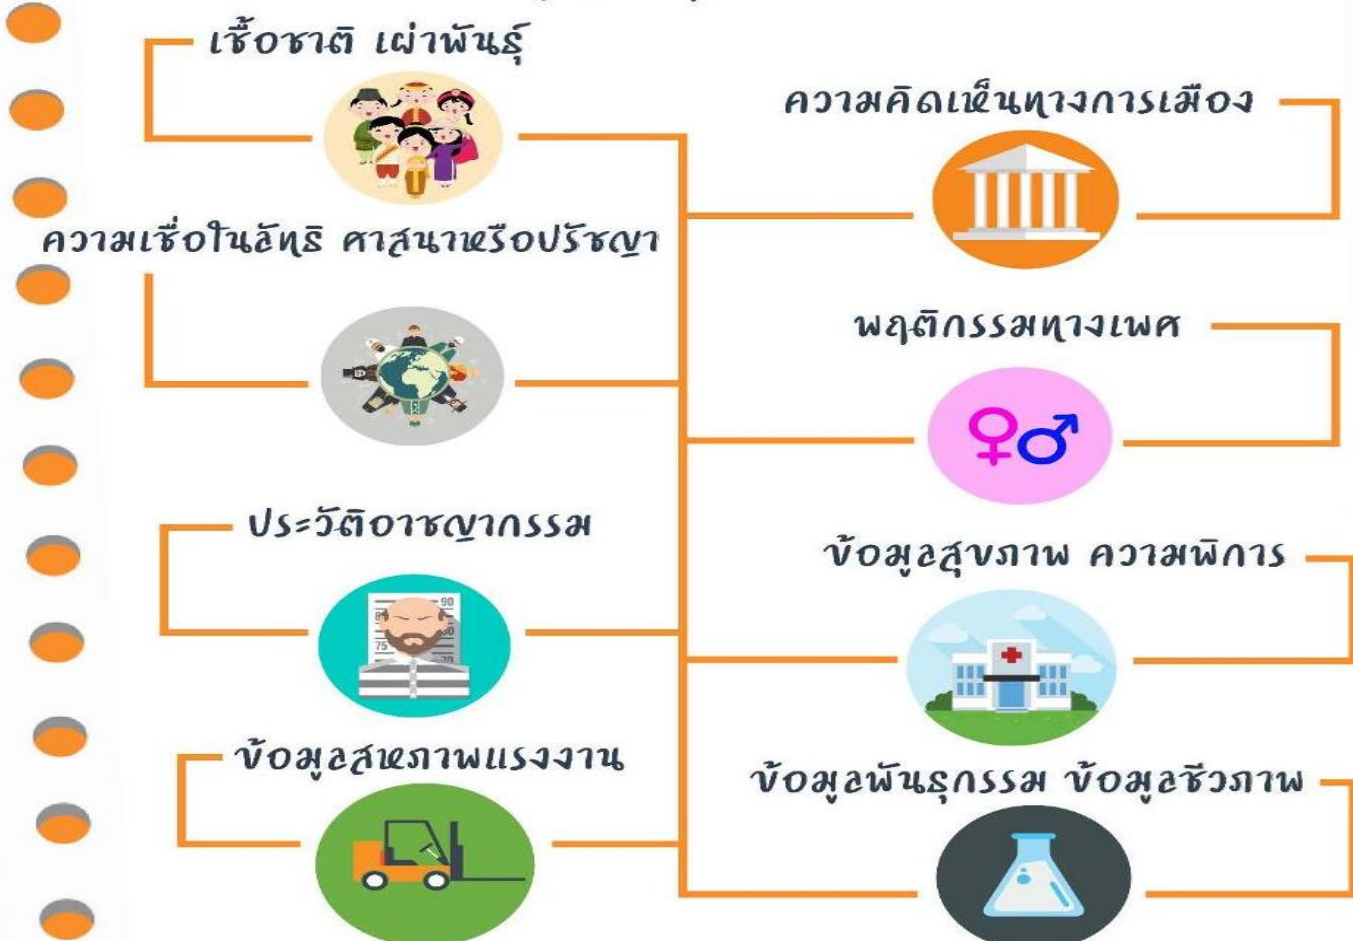 เชื้อชาติ เผ่าพันธุ์
ความคิดเห็นทางการเมือง
ความเชื่อในลัทธิ ศาสนาหรือปรัชญา
พฤติกรรมทางเพศ
ประวัติอาชญากรรม
ข้อมูลสุขภาพ ความพิการ
90
75
ข้อมูลสหภาพแรงงาน
ข้อมูลพันธุกรรม ข้อมูลชีวภาพ